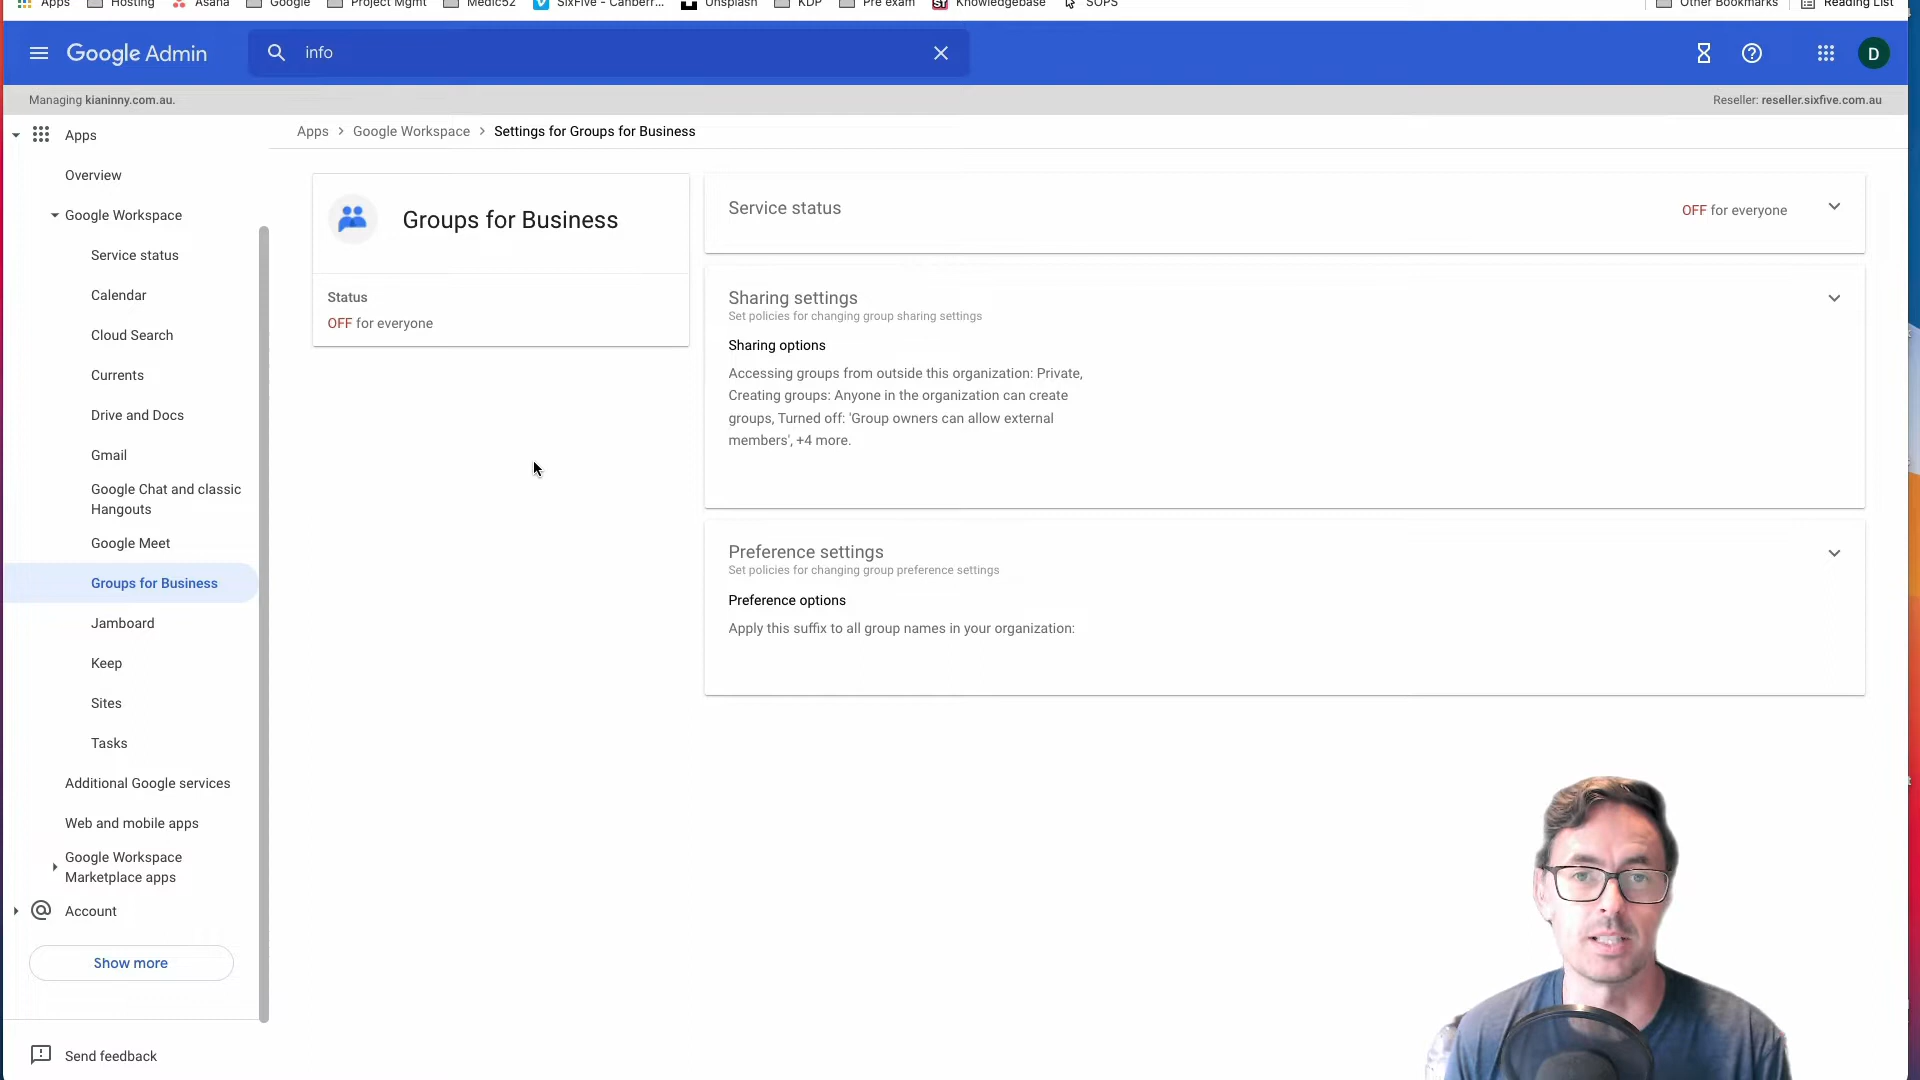 Apps Hosting Asana Google Project Mgmt Medic52 SixFive - Canberr... Unsplash KDP Pre exam ST Knowledgebase SOPS Other Bookmarks Reading List
Google Admin info D
Managing kianinny.com.au. Reseller: reseller.sixfive.com.au
Apps
Overview
Google Workspace
Service status
Calendar
Cloud Search
Currents
Drive and Docs
Gmail
Google Chat and classic
Hangouts
Google Meet
Groups for Business
Jamboard
Keep
Sites
Tasks
Additional Google services
Web and mobile apps
Google Workspace
Marketplace apps
Account
Show more
Send feedback
Apps > Google Workspace > Settings for Groups for Business
Groups for Business
Status
OFF for everyone
Service status OFF for everyone
Sharing settings
Set policies for changing group sharing settings
Sharing options
Accessing groups from outside this organization: Private,
Creating groups: Anyone in the organization can create
groups, Turned off: 'Group owners can allow external
members', +4 more.
Preference settings
Set policies for changing group preference settings
Preference options
Apply this suffix to all group names in your organization: